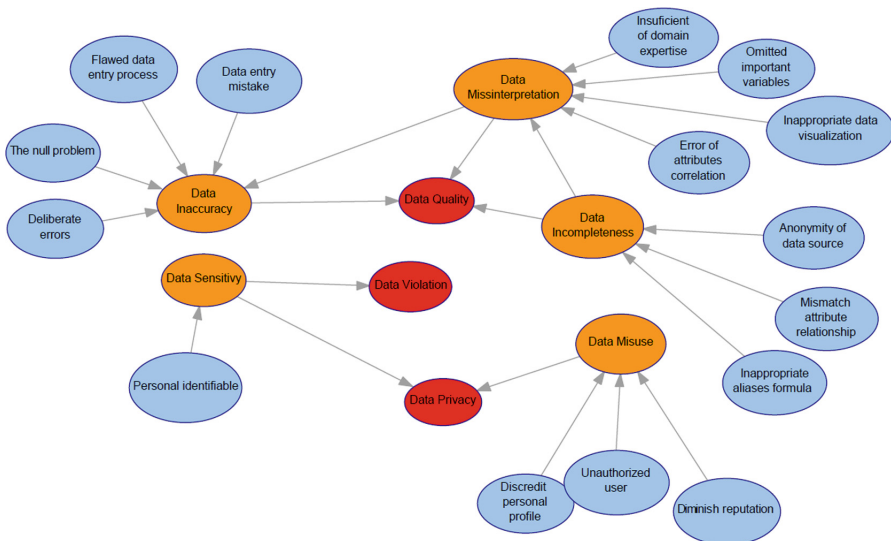 Insuficient
of domain
expertise
Omitted
important
variables
Flawed data
entry process
Data entry
mistake
Data
Missinterpretation
Inappropriate data
visualization
The null problem
Error of
attributes
correlation
Data
Inaccuracy
Data Quality
Deliberate
errors
Data
Incompleteness
Anonymity of
data source
Data Sensitivy
Data Violation
Mismatch
attribute
relationship
Data Misuse
Personal identifiable
Inappropriate
aliases formula
Data Privacy
Discredit
personal
profile
Unauthorized
user
Diminish reputation